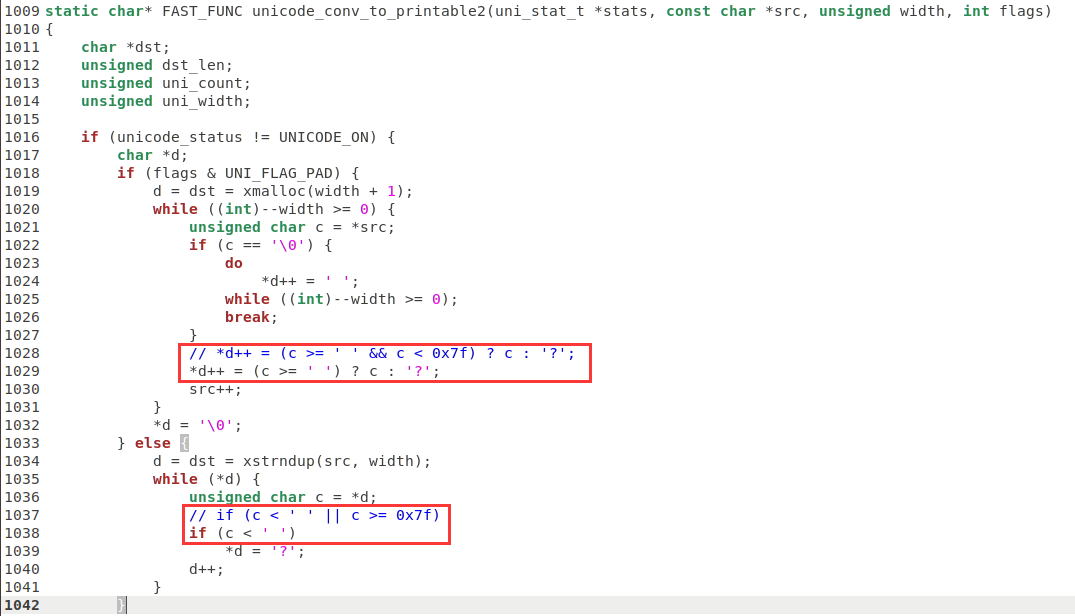 1009 static char* FAST_FUNC unicode_conv_to_printable2(uni_stat_t *stats, const char *src, unsigned width, int flags)
1010 {
1011     char *dst;
1012     unsigned dst_len;
1013     unsigned uni_count;
1014     unsigned uni_width;
1015
1016     if (unicode_status != UNICODE_ON) {
1017         char *d;
1018         if (flags & UNI_FLAG_PAD) {
1019             d = dst = xmalloc(width + 1);
1020             while ((int)--width >= 0) {
1021                 unsigned char c = *src;
1022                 if (c == '\0') {
1023                     do
1024                         *d++ = ' ';
1025                     while ((int)--width >= 0);
1026                     break;
1027                 }
1028                 // *d++ = (c >= ' ' && c < 0x7f) ? c : '?';
1029                 *d++ = (c >= ' ') ? c : '?';
1030                 src++;
1031             }
1032             *d = '\0';
1033         } else {
1034             d = dst = xstrndup(src, width);
1035             while (*d) {
1036                 unsigned char c = *d;
1037                 // if (c < ' ' || c >= 0x7f)
1038                 if (c < ' ')
1039                     *d = '?';
1040                 d++;
1041             }
1042         }